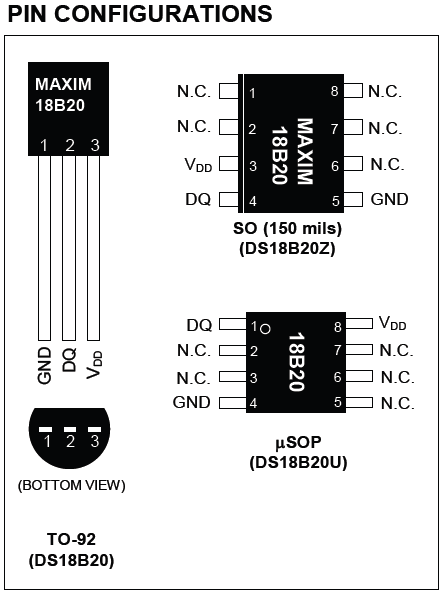 PIN CONFIGURATIONS
MAXIM
18B20
1 2 3
GND DQ VDD
1 2 3
(BOTTOM VIEW)
TO-92
(DS18B20)
N.C. 1 8 N.C.
N.C. 2 7 N.C.
VDD 3 6 N.C.
DQ 4 5 GND
MAXIM
18B20
SO (150 mils)
(DS18B20Z)
DQ 1 8 VDD
N.C. 2 7 N.C.
N.C. 3 6 N.C.
GND 4 5 N.C.
18B20
μSOP
(DS18B20U)